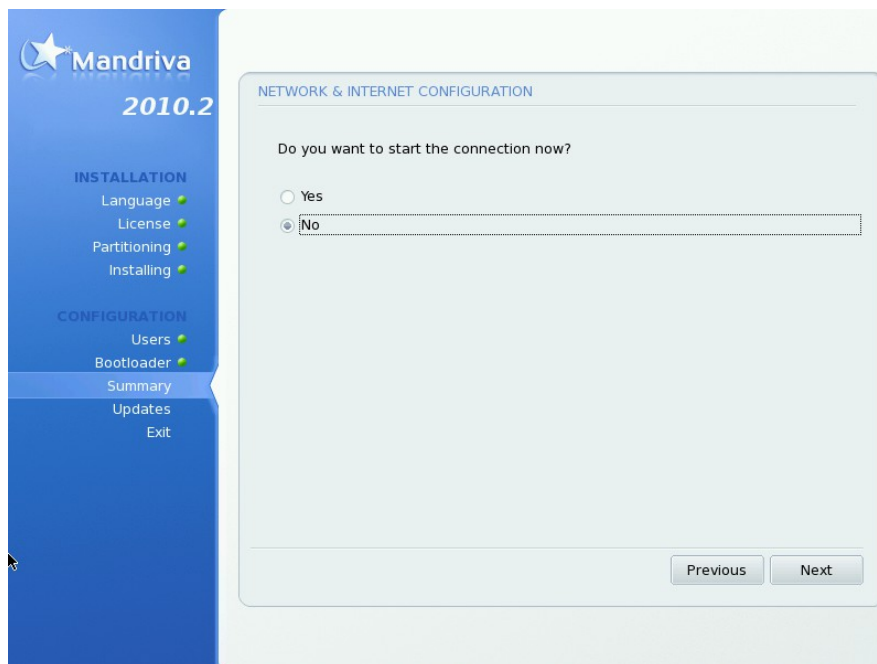 Mandriva
2010.2
INSTALLATION
Language
License
Partitioning
Installing
CONFIGURATION
Users
Bootloader
Summary
Updates
Exit
NETWORK & INTERNET CONFIGURATION
Do you want to start the connection now?
Yes
No
Previous
Next